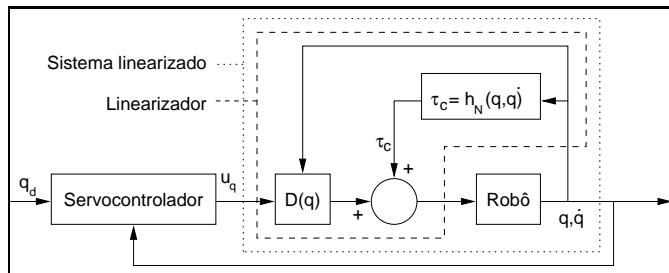 Sistema linearizado
Linearizador
τc = hN(q,q̇)
τc
+
qd
Servocontrolador
uq
D(q)
+
Robô
q,q̇